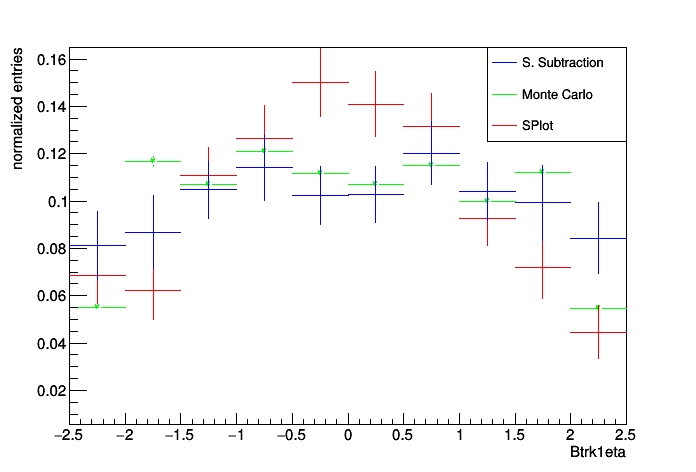 normalized entries
0.16
0.14
0.12
0.1
0.08
0.06
0.04
0.02
S. Subtraction
Monte Carlo
SPlot
−2.5 −2 −1.5 −1 −0.5 0 0.5 1 1.5 2 2.5
Btrk1eta